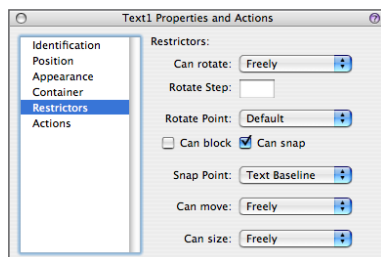 Text1 Properties and Actions
Identification
Position
Appearance
Container
Restrictors
Actions
Restrictors:
Can rotate: Freely
Rotate Step:
Rotate Point: Default
Can block Can snap
Snap Point: Text Baseline
Can move: Freely
Can size: Freely